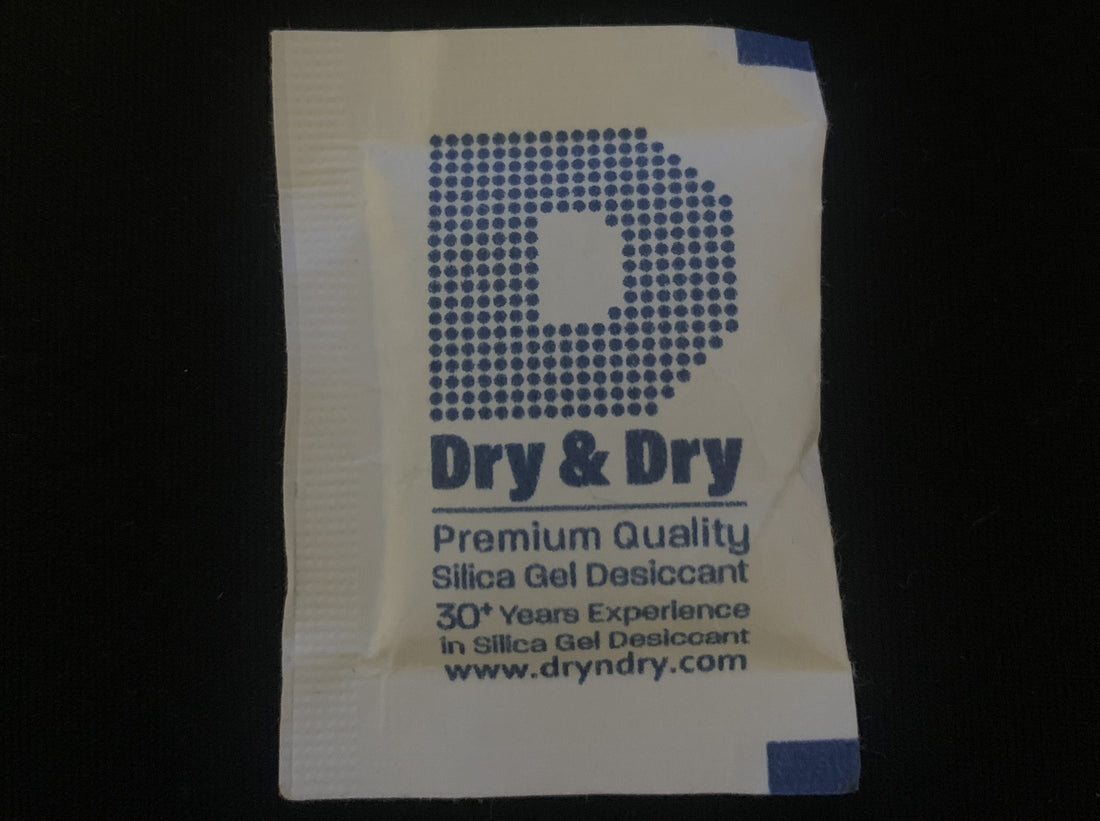 D
Dry & Dry
Premium Quality
Silica Gel Desiccant
30+ Years Experience
in Silica Gel Desiccant
www.dryndry.com